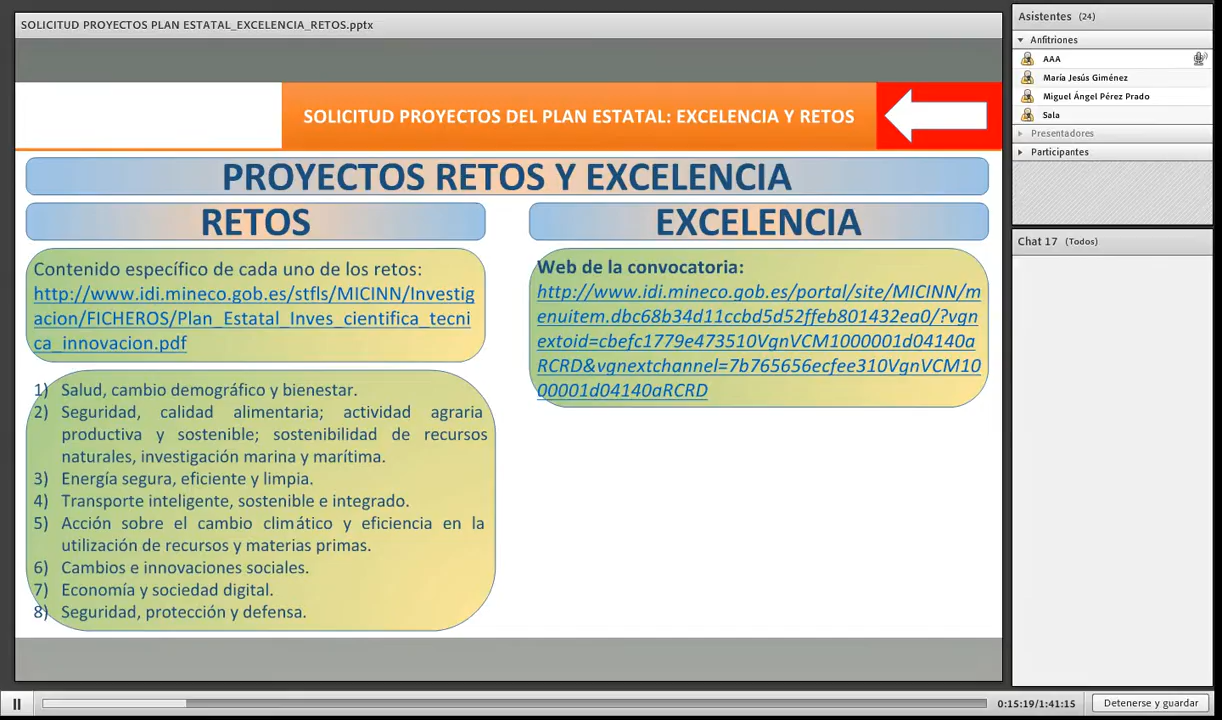 SOLICITUD PROYECTOS PLAN ESTATAL_EXCELENCIA_RETOS.pptx
SOLICITUD PROYECTOS DEL PLAN ESTATAL: EXCELENCIA Y RETOS
PROYECTOS RETOS Y EXCELENCIA
RETOS
Contenido específico de cada uno de los retos:
http://www.idi.mineco.gob.es/stfls/MICINN/Investig
acion/FICHEROS/Plan_Estatal_Inves_cientifica_tecni
ca_innovacion.pdf
1) Salud, cambio demográfico y bienestar.
2) Seguridad, calidad alimentaria; actividad agraria
productiva y sostenible; sostenibilidad de recursos
naturales, investigación marina y marítima.
3) Energía segura, eficiente y limpia.
4) Transporte inteligente, sostenible e integrado.
5) Acción sobre el cambio climático y eficiencia en la
utilización de recursos y materias primas.
6) Cambios e innovaciones sociales.
7) Economía y sociedad digital.
8) Seguridad, protección y defensa.
EXCELENCIA
Web de la convocatoria:
http://www.idi.mineco.gob.es/portal/site/MICINN/m
enuitem.dbc68b34d11ccbd5d52ffeb801432ea0/?vgn
extoid=cbefc1779e473510VgnVCM1000001d04140a
RCRD&vgnextchannel=7b765656ecfee310VgnVCM10
00001d04140aRCRD
Asistentes (24)
Anfitriones
AAA
María Jesús Giménez
Miguel Ángel Pérez Prado
Sala
Presentadores
Participantes
Chat 17 (Todos)
0:15:19/1:41:15
Detenerse y guardar